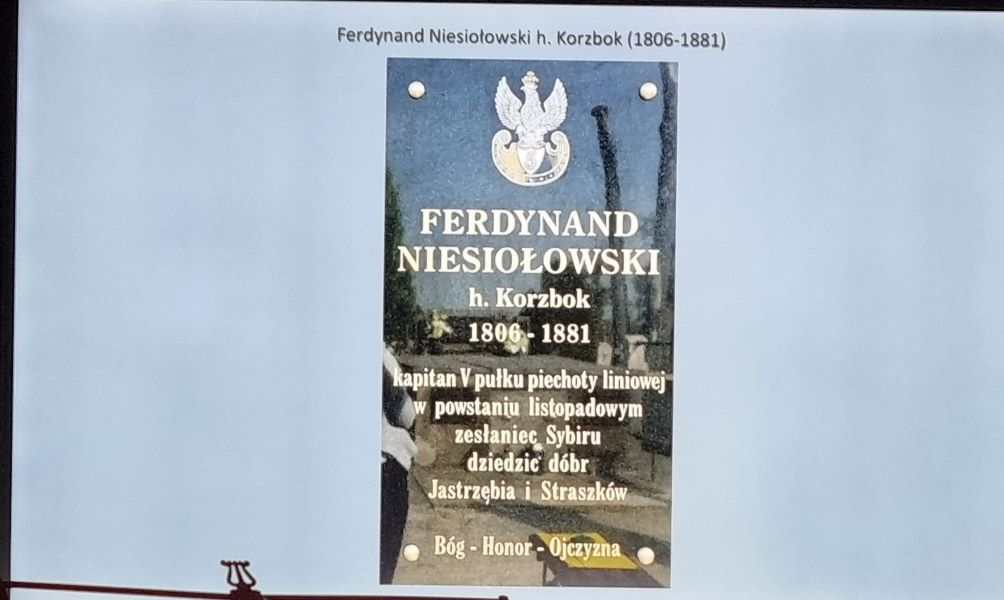 Ferdynand Niesiołowski h. Korzbok (1806-1881)
5
FERDYNAND
NIESIOŁOWSKI
h. Korzbok
1806 - 1881
kapitan V pułku piechoty liniowej
w powstaniu listopadowym
zesłaniec Sybiru
dziedzic dóbr
Jastrzębia i Straszków
Bóg - Honor - Ojczyzna